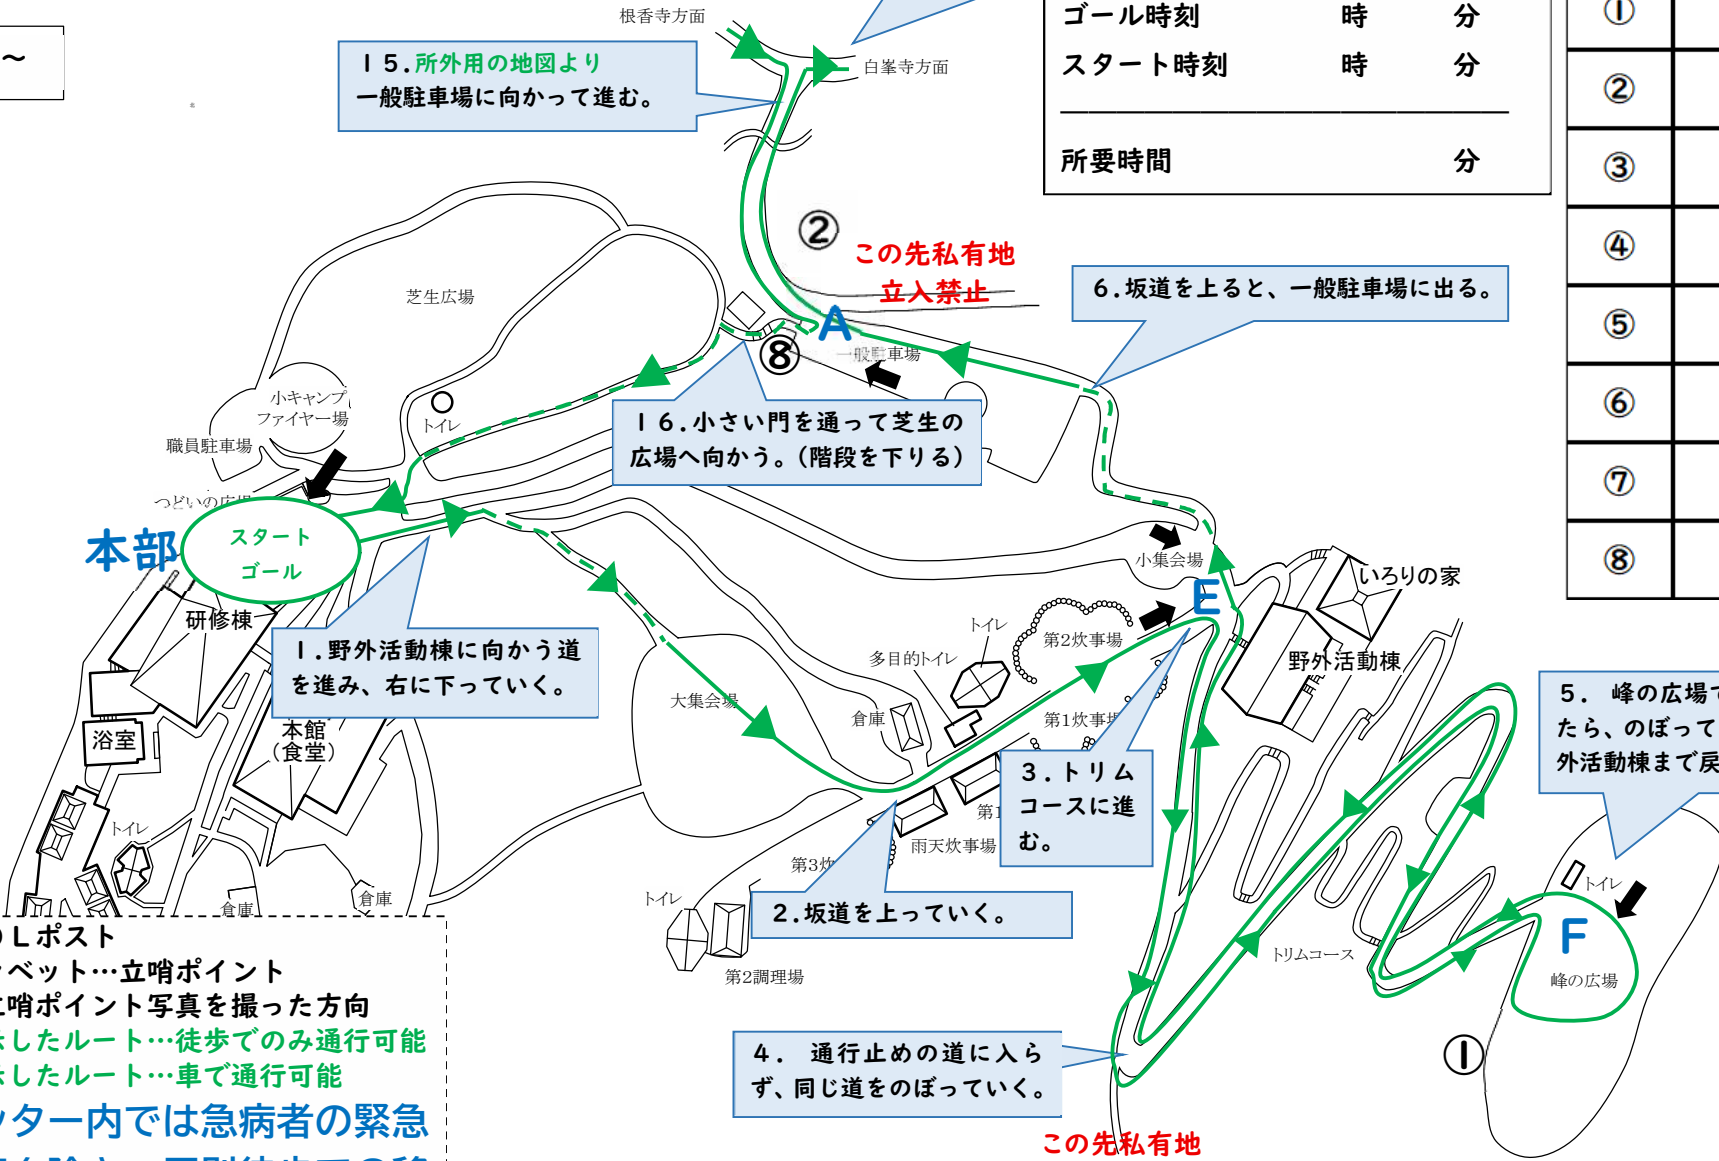 根香寺方面
～
15.所外用の地図より
一般駐車場に向かって進む。
白峯寺方面
ゴール時刻 時 分
スタート時刻 時 分
所要時間 分
①
②
③
④
⑤
⑥
⑦
⑧
②
この先私有地
立入禁止
6.坂道を上ると、一般駐車場に出る。
芝生広場
A
⑧
一般駐車場
小キャンプ
ファイヤー場
トイレ
職員駐車場
16.小さい門を通って芝生の
広場へ向かう。(階段を下りる)
つどいの広場
本部
スタート
ゴール
小集会場
E
いろりの家
研修棟
1.野外活動棟に向かう道
を進み、右に下っていく。
トイレ
第2炊事場
多目的トイレ
野外活動棟
大集会場
倉庫
第1炊事場
浴室
本館
(食堂)
3.トリム
コースに進
む。
5. 峰の広場
たら、のぼって
外活動棟まで戻
第1
トイレ
雨天炊事場
第3炊
トイレ
倉庫
倉庫
トイレ
2.坂道を上っていく。
F
峰の広場
トリムコース
第2調理場
Lポスト
ベット…立哨ポイント
哨ポイント写真を撮った方向
したルート…徒歩でのみ通行可能
したルート…車で通行可能
ター内では急病者の緊急
4. 通行止めの道に入ら
ず、同じ道をのぼっていく。
①
この先私有地